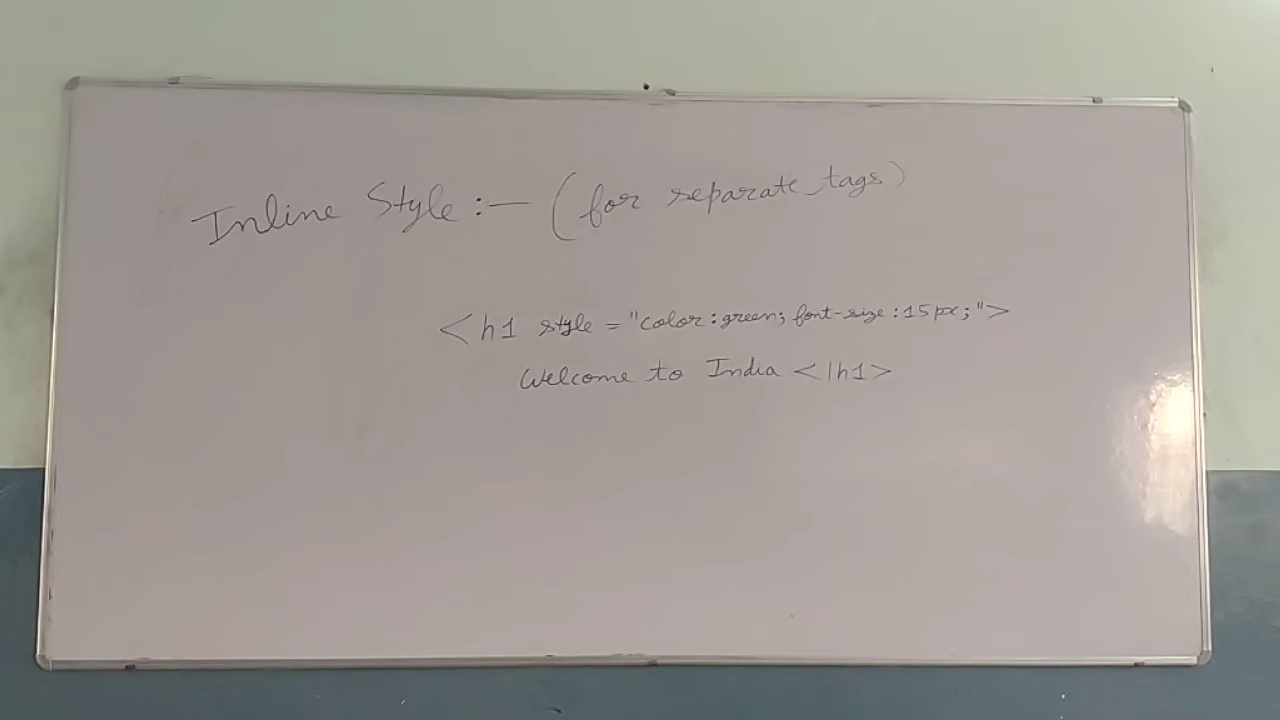 Inline Style :— (for separate tags)
<h1 style = "color:green; font-size:15px;">
Welcome to India </h1>